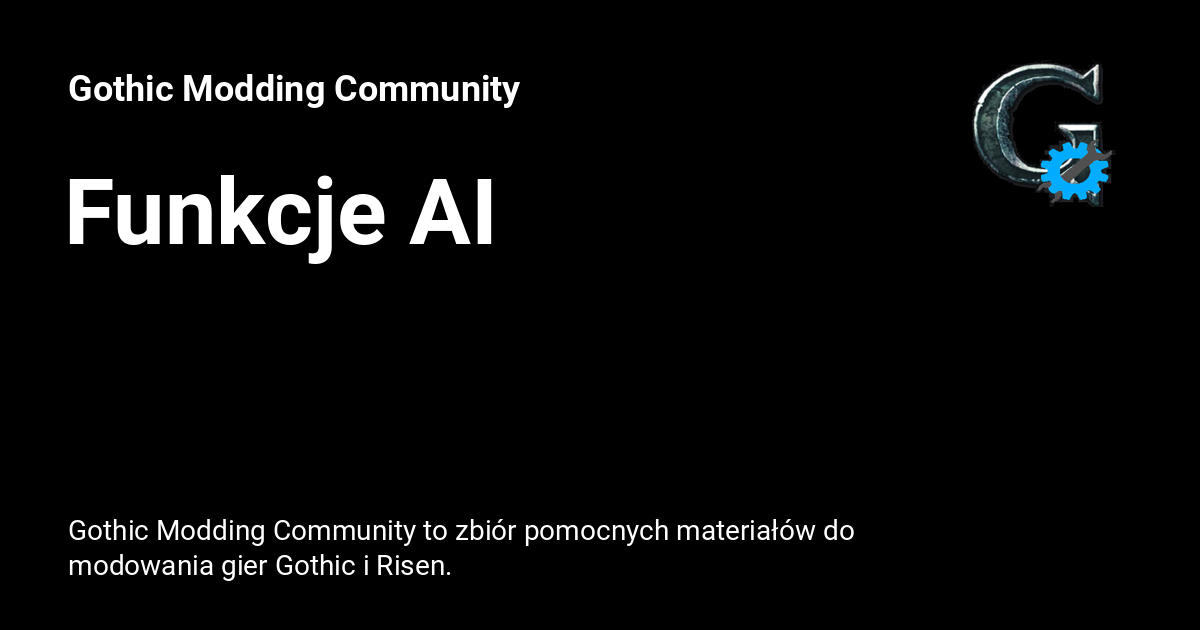 Gothic Modding Community
Funkcje AI
Gothic Modding Community to zbiór pomocnych materiałów do
modowania gier Gothic i Risen.